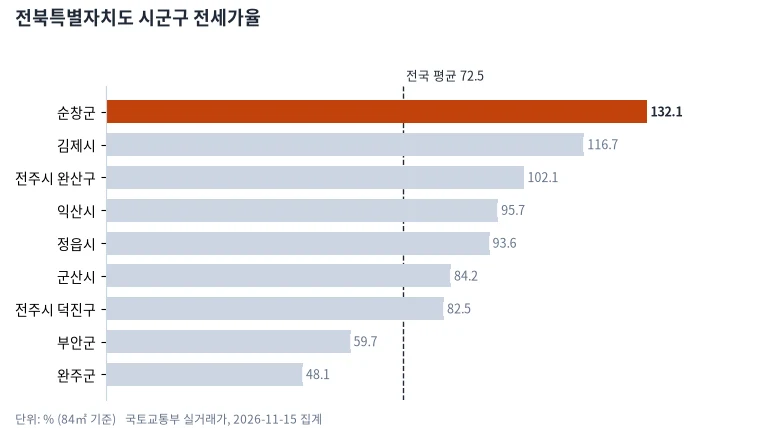 전북특별자치도 시군구 전세가율
전국 평균 72.5
순창군 132.1
김제시 116.7
전주시 완산구 102.1
익산시 95.7
정읍시 93.6
군산시 84.2
전주시 덕진구 82.5
부안군 59.7
완주군 48.1
단위: % (84㎡ 기준) 국토교통부 실거래가, 2026-11-15 집계